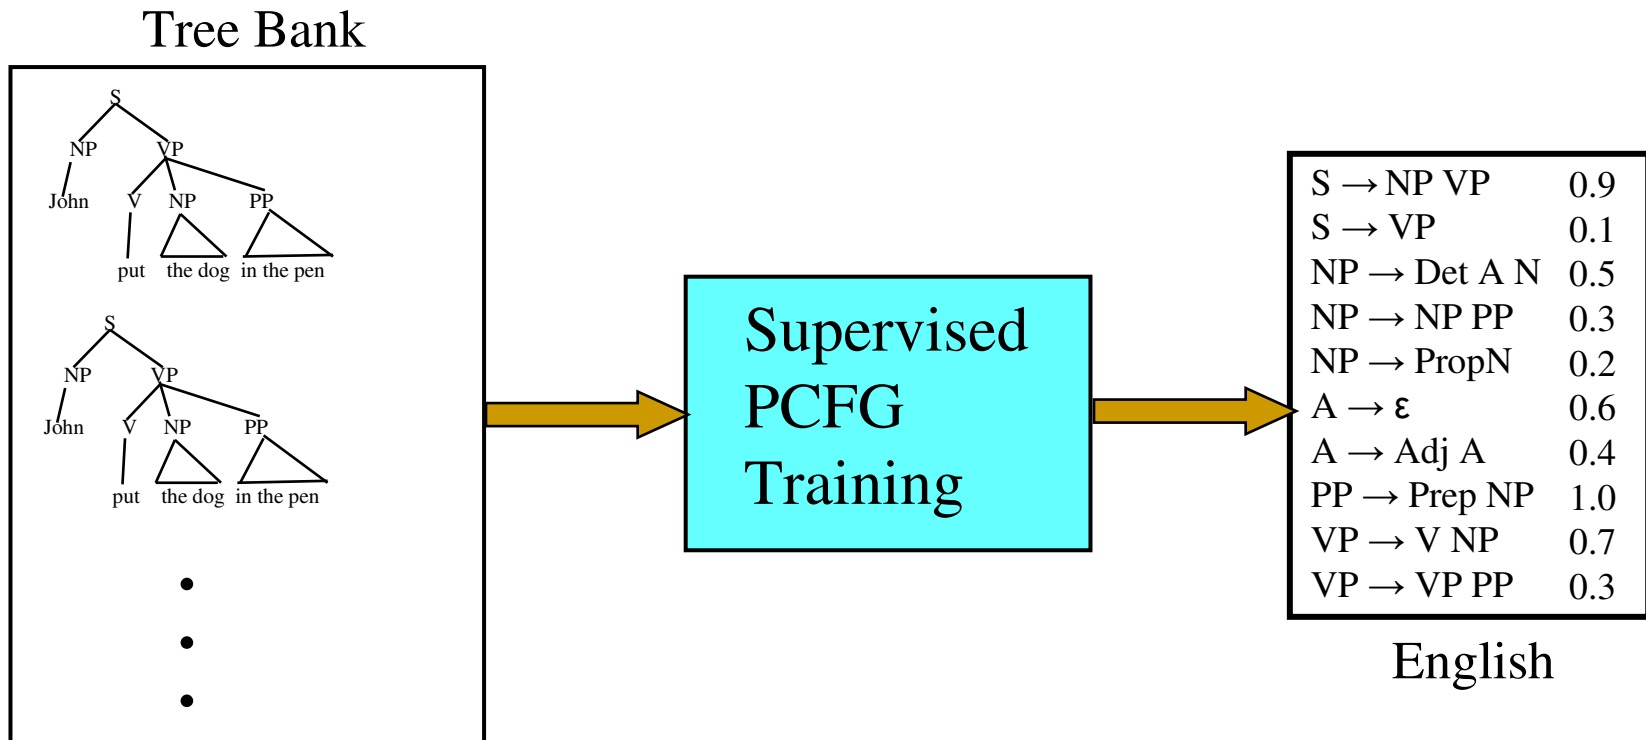 Tree Bank
S
NP VP
John V NP PP
put the dog in the pen
S
NP VP
John V NP PP
put the dog in the pen
Supervised
PCFG
Training
S → NP VP 0.9
S → VP 0.1
NP → Det A N 0.5
NP → NP PP 0.3
NP → PropN 0.2
A → ε 0.6
A → Adj A 0.4
PP → Prep NP 1.0
VP → V NP 0.7
VP → VP PP 0.3
English